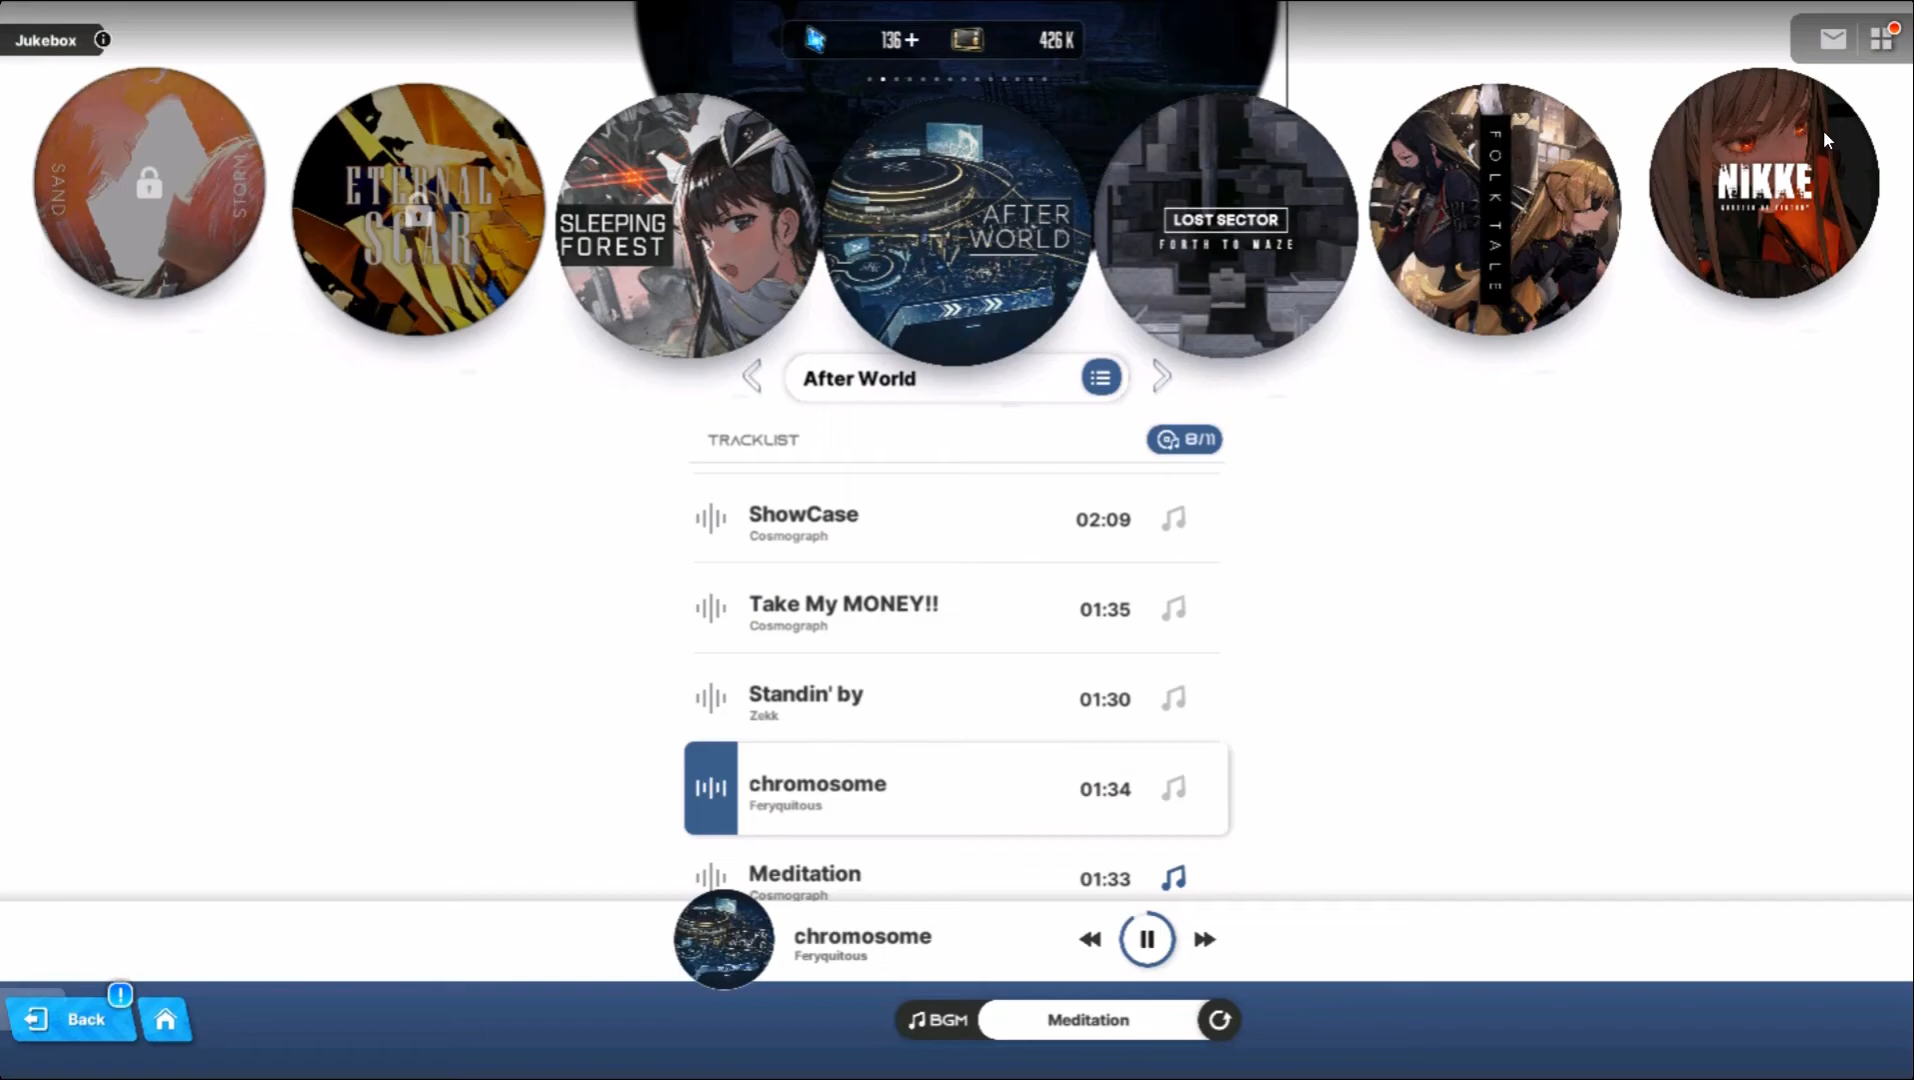 Jukebox
136+
426 K
SAND
STORM
ETERNAL
SCAR
SLEEPING
FOREST
AFTER
WORLD
LOST SECTOR
FORTH TO MAZE
FOLK TALE
NIKKE
After World
TRACKLIST
8/11
ShowCase
02:09
Cosmograph
Take My MONEY!!
01:35
Cosmograph
Standin' by
01:30
Zekk
chromosome
01:34
Feryquitous
Meditation
01:33
Cosmograph
chromosome
Feryquitous
Back
BGM
Meditation